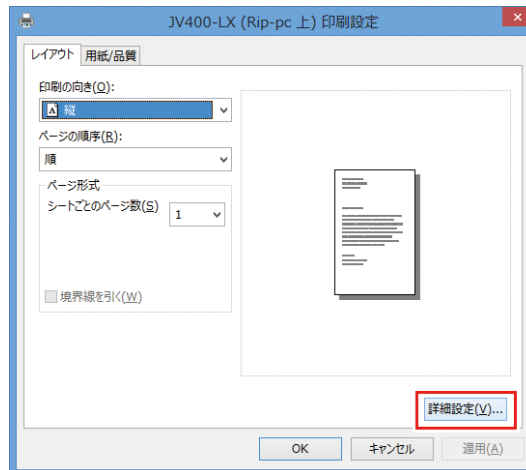 JV400-LX (Rip-pc 上) 印刷設定
レイアウト 用紙/品質
印刷の向き(O):
A 縦
ページの順序(R):
順
ページ形式
シートごとのページ数(S) 1
境界線を引く(W)
詳細設定(V)...
OK キャンセル 適用(A)